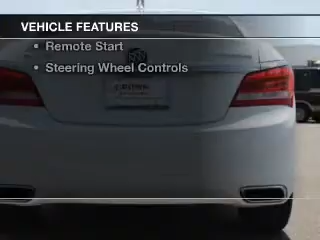 VEHICLE FEATURES
• Remote Start
• Steering Wheel Controls